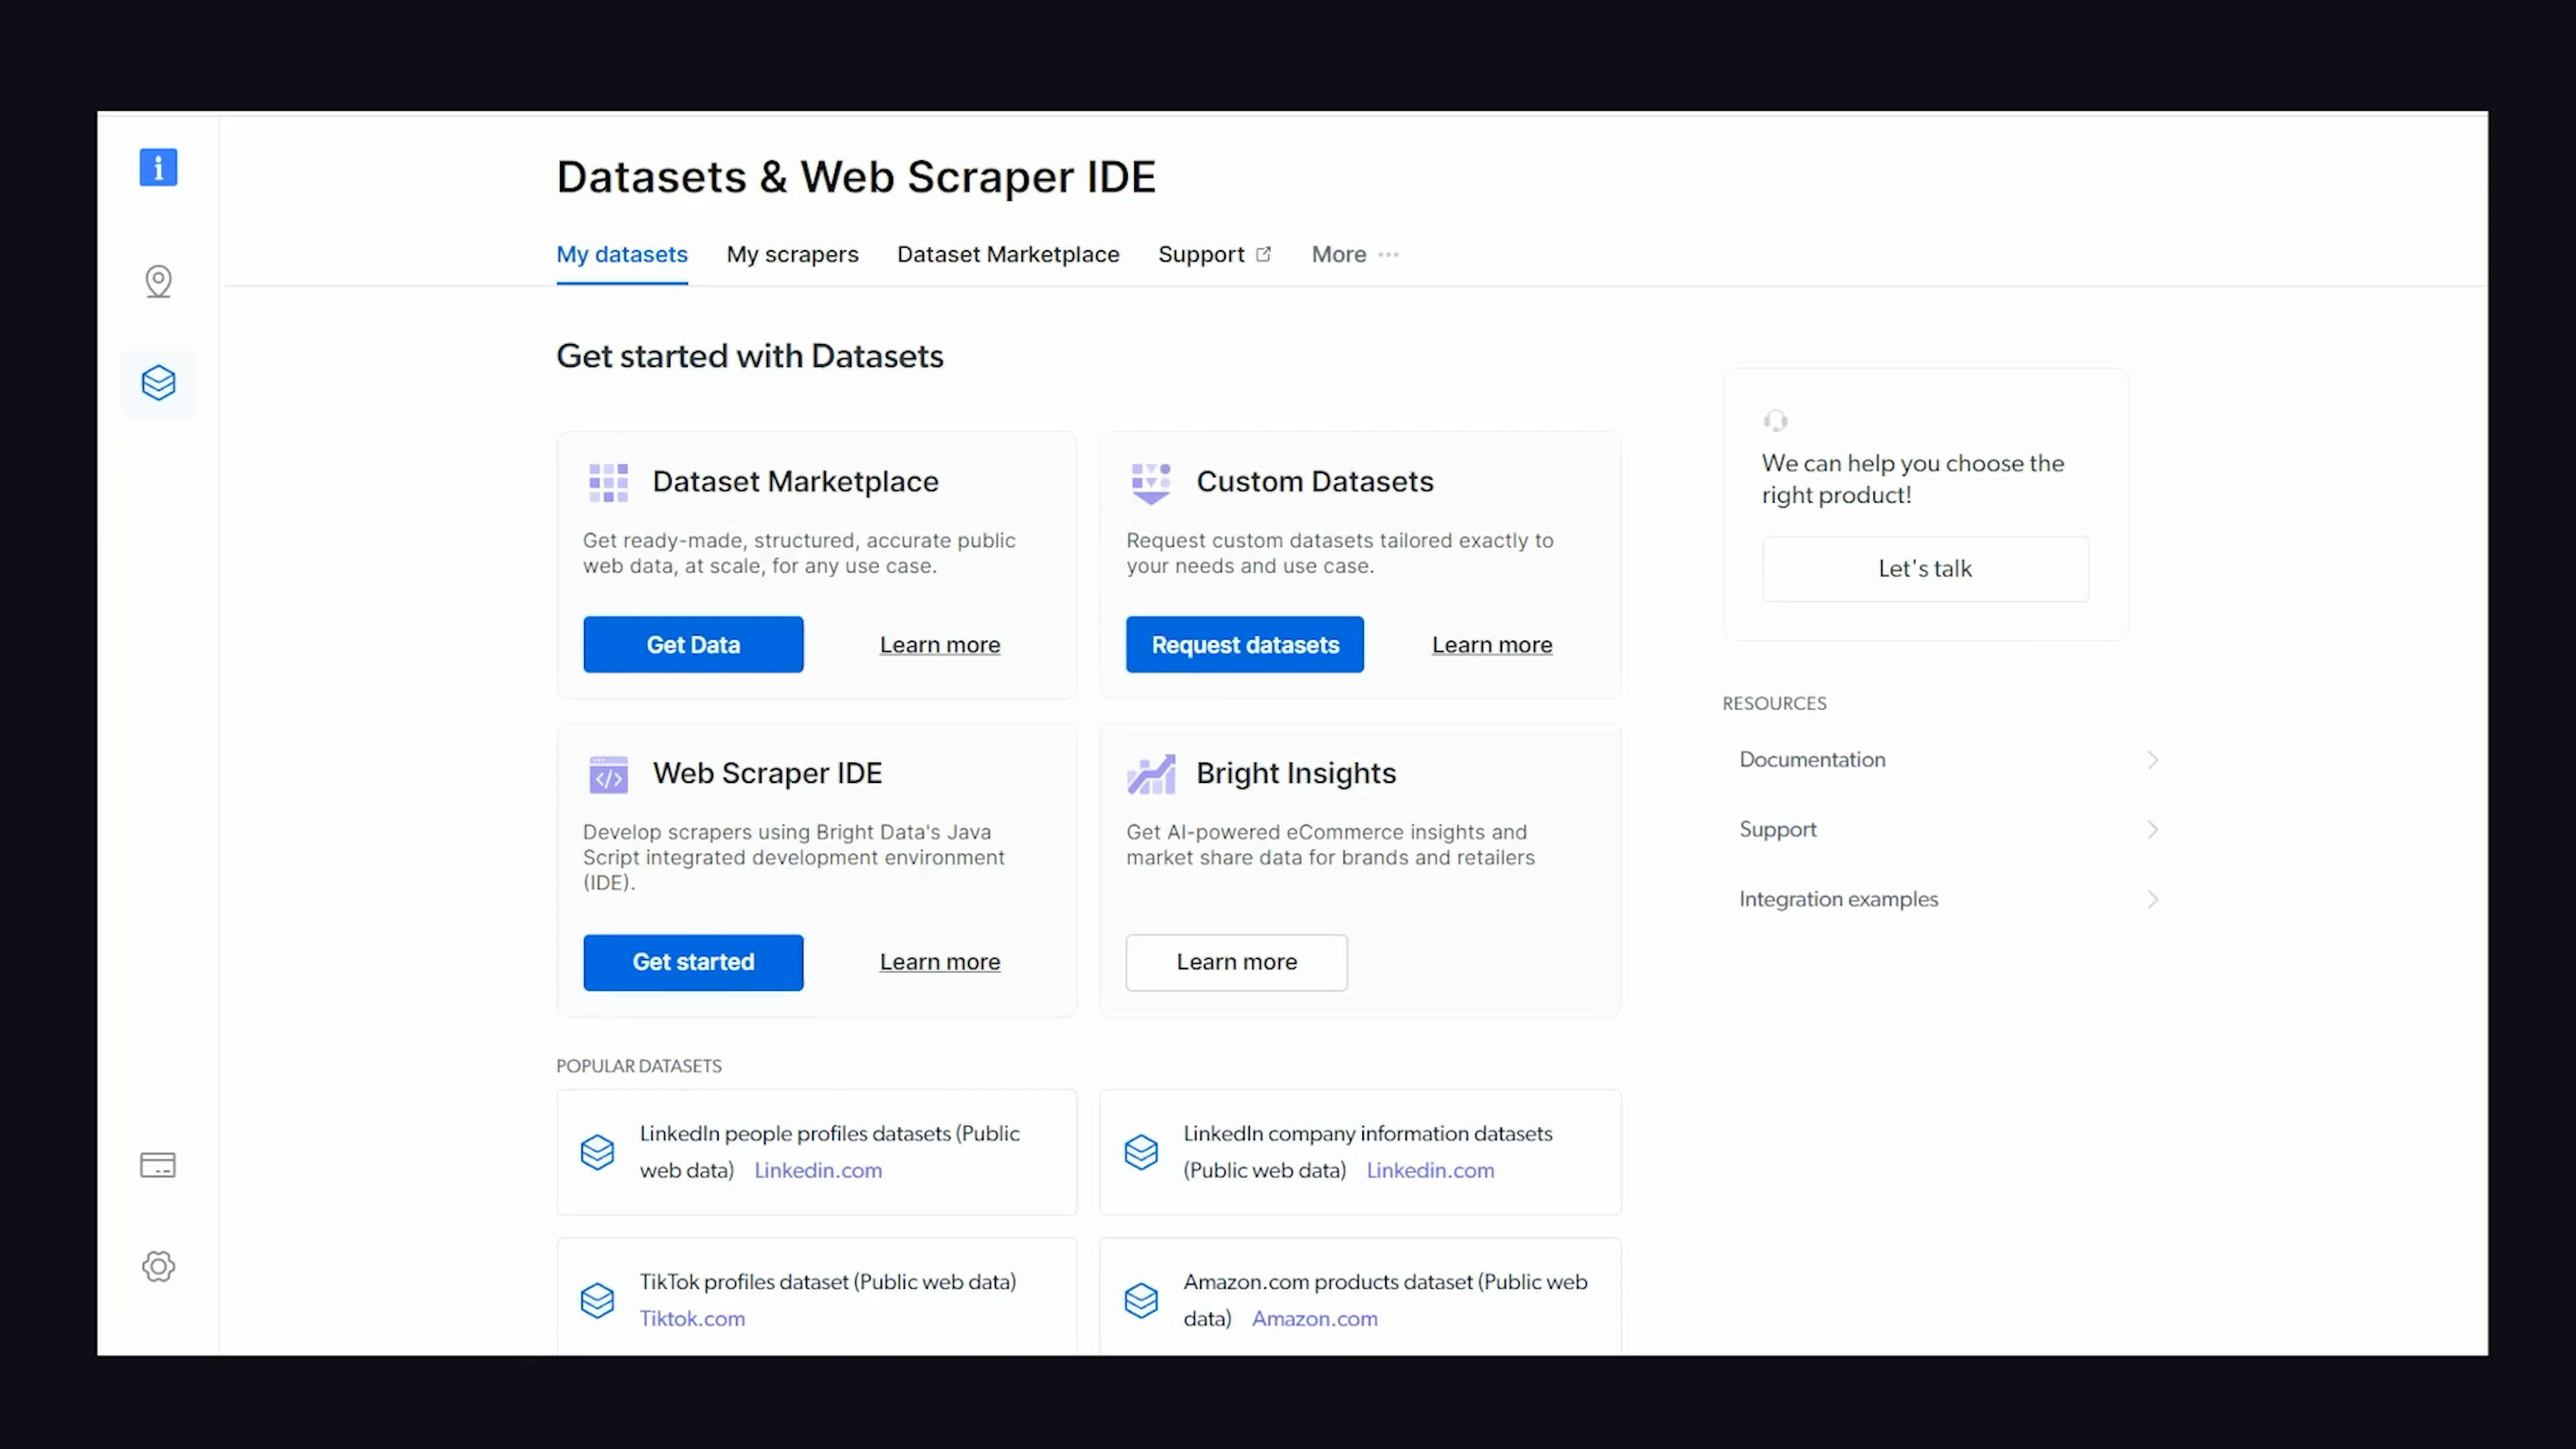 Datasets & Web Scraper IDE
My datasets
My scrapers
Dataset Marketplace
Support
More
Get started with Datasets
Dataset Marketplace
Get ready-made, structured, accurate public
web data, at scale, for any use case.
Get Data
Learn more
Custom Datasets
Request custom datasets tailored exactly to
your needs and use case.
Request datasets
Learn more
Web Scraper IDE
Develop scrapers using Bright Data's Java
Script integrated development environment
(IDE).
Get started
Learn more
Bright Insights
Get AI-powered eCommerce insights and
market share data for brands and retailers
Learn more
POPULAR DATASETS
LinkedIn people profiles datasets (Public
web data) Linkedin.com
LinkedIn company information datasets
(Public web data) Linkedin.com
TikTok profiles dataset (Public web data)
Tiktok.com
Amazon.com products dataset (Public web
data) Amazon.com
We can help you choose the
right product!
Let's talk
RESOURCES
Documentation
Support
Integration examples